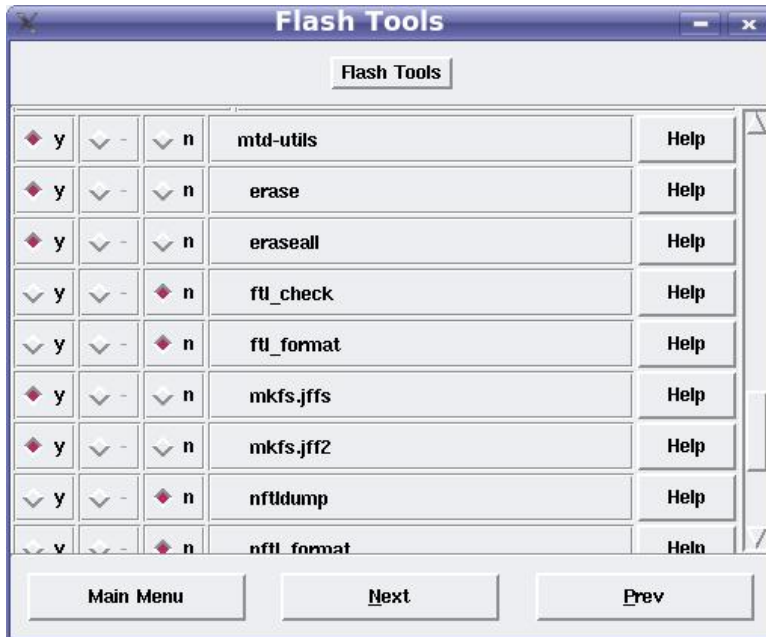 Flash Tools
Flash Tools
y - n mtd-utils Help
y - n erase Help
y - n eraseall Help
y - n ftl_check Help
y - n ftl_format Help
y - n mkfs.jffs Help
y - n mkfs.jff2 Help
y - n nftldump Help
y - n nftl_format Help
Main Menu Next Prev